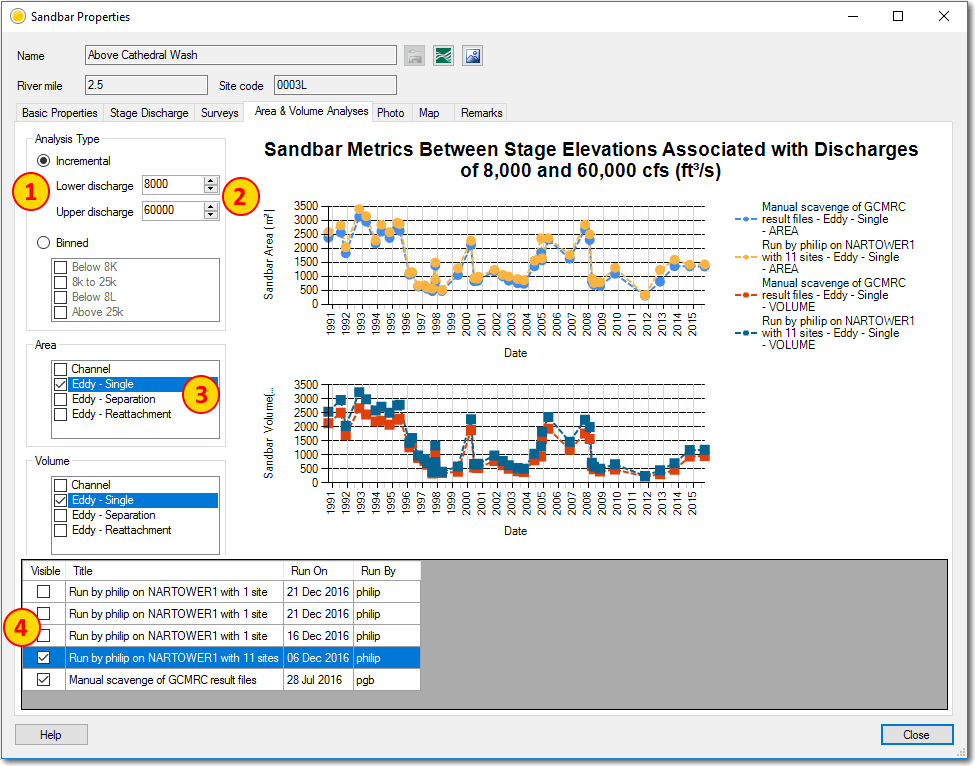 Sandbar Properties
Name
Above Cathedral Wash
River mile
2.5
Site code
0003L
Basic Properties
Stage Discharge
Surveys
Area & Volume Analyses
Photo
Map
Remarks
Analysis Type
Incremental
Lower discharge
8000
Upper discharge
60000
1
2
Binned
Below 8K
8k to 25k
Below 8L
Above 25k
Area
Channel
Eddy - Single
Eddy - Separation
Eddy - Reattachment
3
Volume
Channel
Eddy - Single
Eddy - Separation
Eddy - Reattachment
Sandbar Metrics Between Stage Elevations Associated with Discharges
of 8,000 and 60,000 cfs (ft³/s)
Sandbar Area (m²)
3500
3000
2500
2000
1500
1000
500
0
1991
1992
1993
1994
1995
1996
1997
1998
1999
2000
2001
2002
2003
2004
2005
2006
2007
2008
2009
2010
2011
2012
2013
2014
2015
Date
Manual scavenge of GCMRC
result files - Eddy - Single
- AREA
Run by philip on NARTOWER1
with 11 sites - Eddy - Single
- AREA
Manual scavenge of GCMRC
result files - Eddy - Single
- VOLUME
Run by philip on NARTOWER1
with 11 sites - Eddy - Single
- VOLUME
Sandbar Volume(...
3500
3000
2500
2000
1500
1000
500
0
1991
1992
1993
1994
1995
1996
1997
1998
1999
2000
2001
2002
2003
2004
2005
2006
2007
2008
2009
2010
2011
2012
2013
2014
2015
Date
Visible Title Run On Run By
Run by philip on NARTOWER1 with 1 site 21 Dec 2016 philip
Run by philip on NARTOWER1 with 1 site 21 Dec 2016 philip
Run by philip on NARTOWER1 with 1 site 16 Dec 2016 philip
Run by philip on NARTOWER1 with 11 sites 06 Dec 2016 philip
Manual scavenge of GCMRC result files 28 Jul 2016 pgb
4
Help
Close